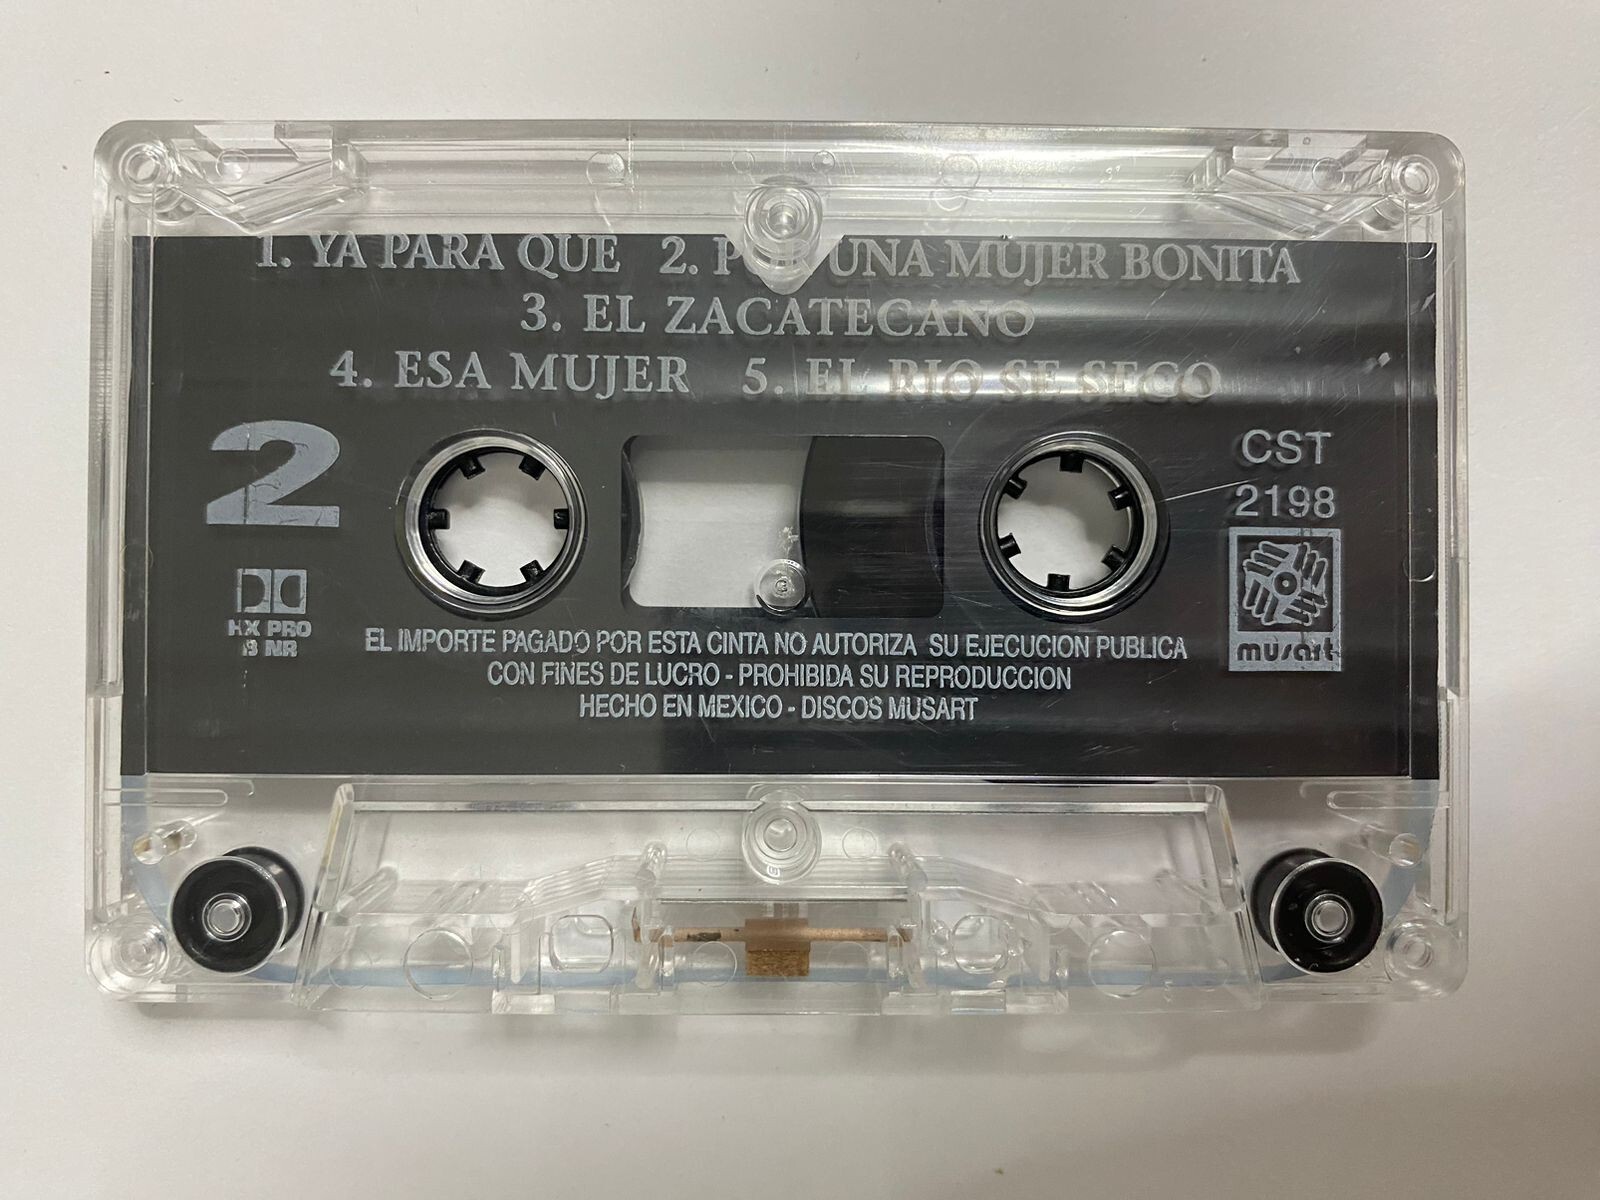 1. YA PARA QUE 2. POR UNA MUJER BONITA
3. EL ZACATECANO
4. ESA MUJER 5. EL RIO SE SECO
2
CST
2198
HX PRO
B NR
musart
EL IMPORTE PAGADO POR ESTA CINTA NO AUTORIZA SU EJECUCION PUBLICA
CON FINES DE LUCRO - PROHIBIDA SU REPRODUCCION
HECHO EN MEXICO - DISCOS MUSART